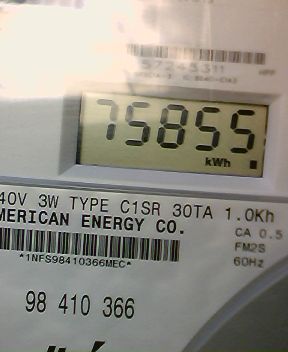 75855
kWh
40V 3W TYPE C1SR 30TA 1.0Kh
MERICAN ENERGY CO.
CA 0.5
*1NFS98410366MEC*
FM2S
60Hz
98 410 366